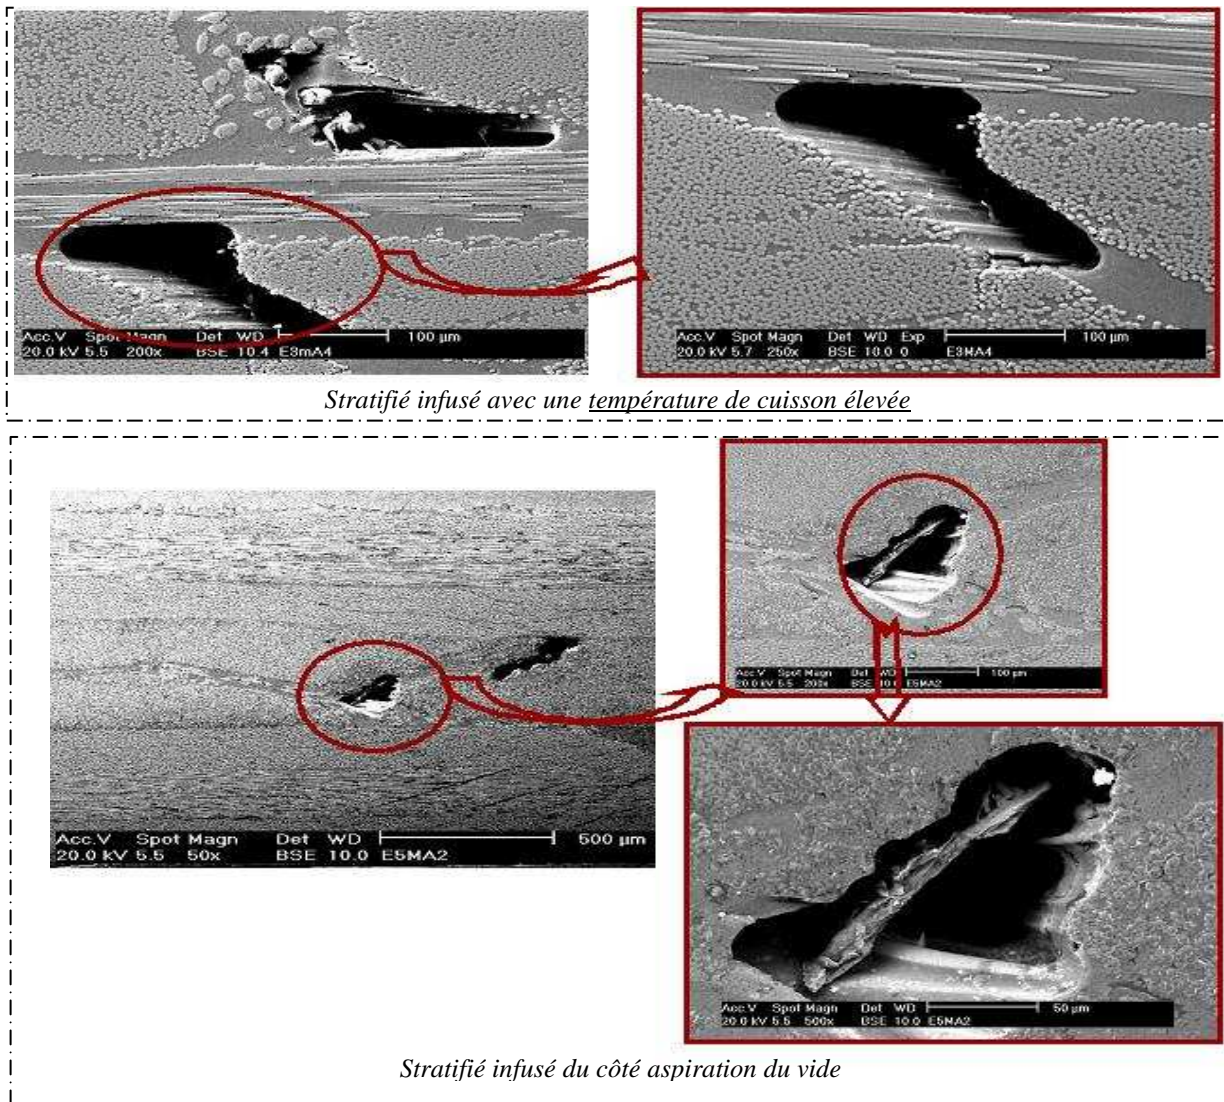 Acc.V Spot Magn Det WD 100 µm
20.0 kV 5.5 200x BSE 10.4 E3mA4
Acc.V Spot Magn Det WD Exp 100 µm
20.0 kV 5.7 250x BSE 10.0 0 E3MA4
Stratifié infusé avec une température de cuisson élevée
Acc.V Spot Magn Det WD 500 µm
20.0 kV 5.5 50x BSE 10.0 E5MA2
Acc.V Spot Magn Det WD 100 µm
20.0 kV 5.5 200x BSE E5MA2
Acc.V Spot Magn Det WD 50 µm
20.0 kV 5.5 500x BSE 10.0 E5MA2
Stratifié infusé du côté aspiration du vide